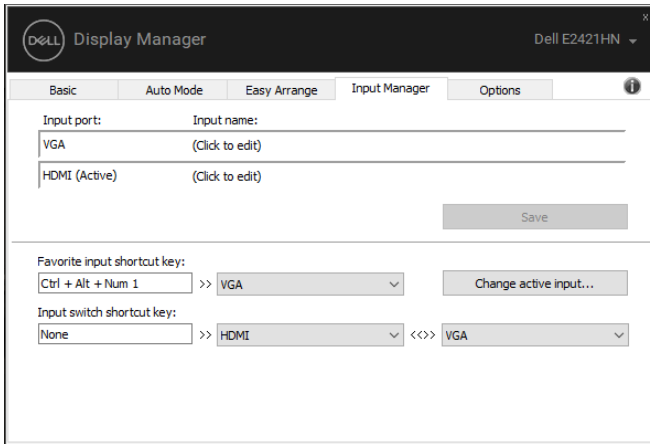 DELL Display Manager
Dell E2421HN
x
Basic Auto Mode Easy Arrange Input Manager Options i
Input port: Input name:
VGA (Click to edit)
HDMI (Active) (Click to edit)
Save
Favorite input shortcut key:
Ctrl + Alt + Num 1 >> VGA Change active input...
Input switch shortcut key:
None >> HDMI <<>> VGA